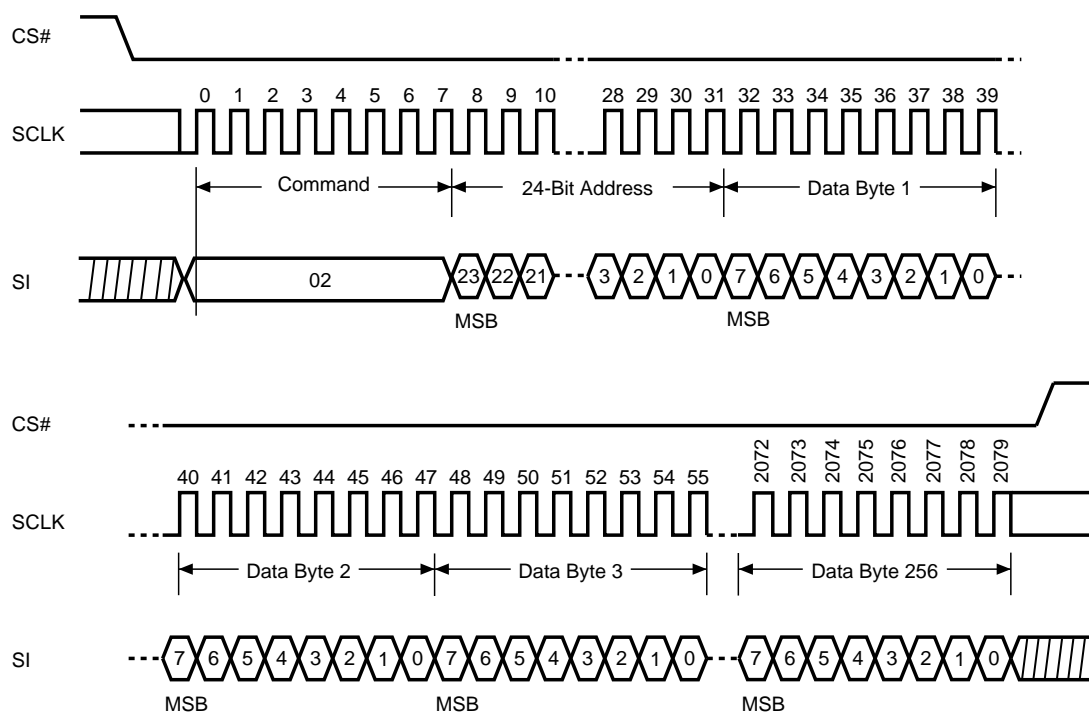 CS#
0 1 2 3 4 5 6 7 8 9 10 28 29 30 31 32 33 34 35 36 37 38 39
SCLK
Command 24-Bit Address Data Byte 1
SI 02 23 22 21 3 2 1 0 7 6 5 4 3 2 1 0
MSB MSB
CS#
40 41 42 43 44 45 46 47 48 49 50 51 52 53 54 55 2072 2073 2074 2075 2076 2077 2078 2079
SCLK
Data Byte 2 Data Byte 3 Data Byte 256
SI 7 6 5 4 3 2 1 0 7 6 5 4 3 2 1 0 7 6 5 4 3 2 1 0
MSB MSB MSB